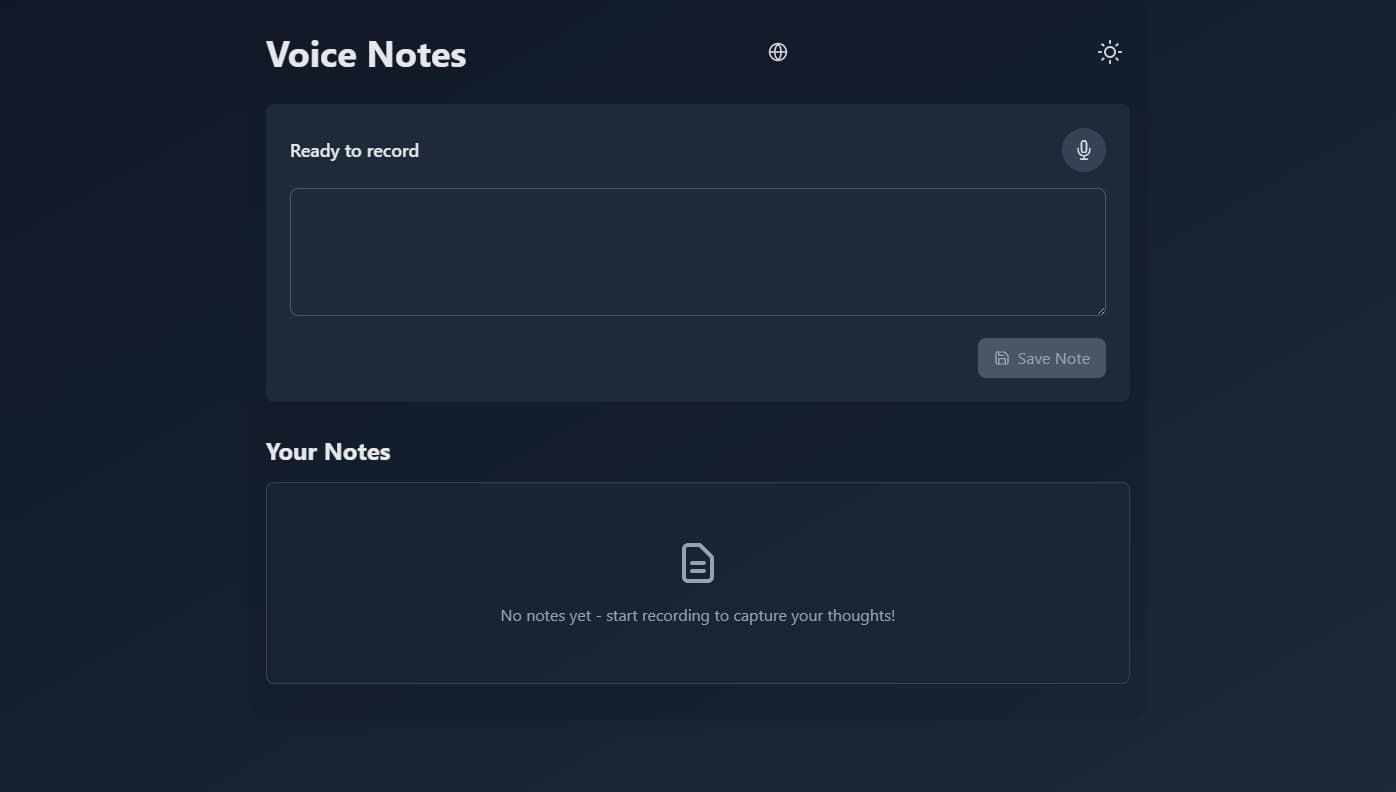 Voice Notes
Ready to record
Save Note
Your Notes
No notes yet - start recording to capture your thoughts!